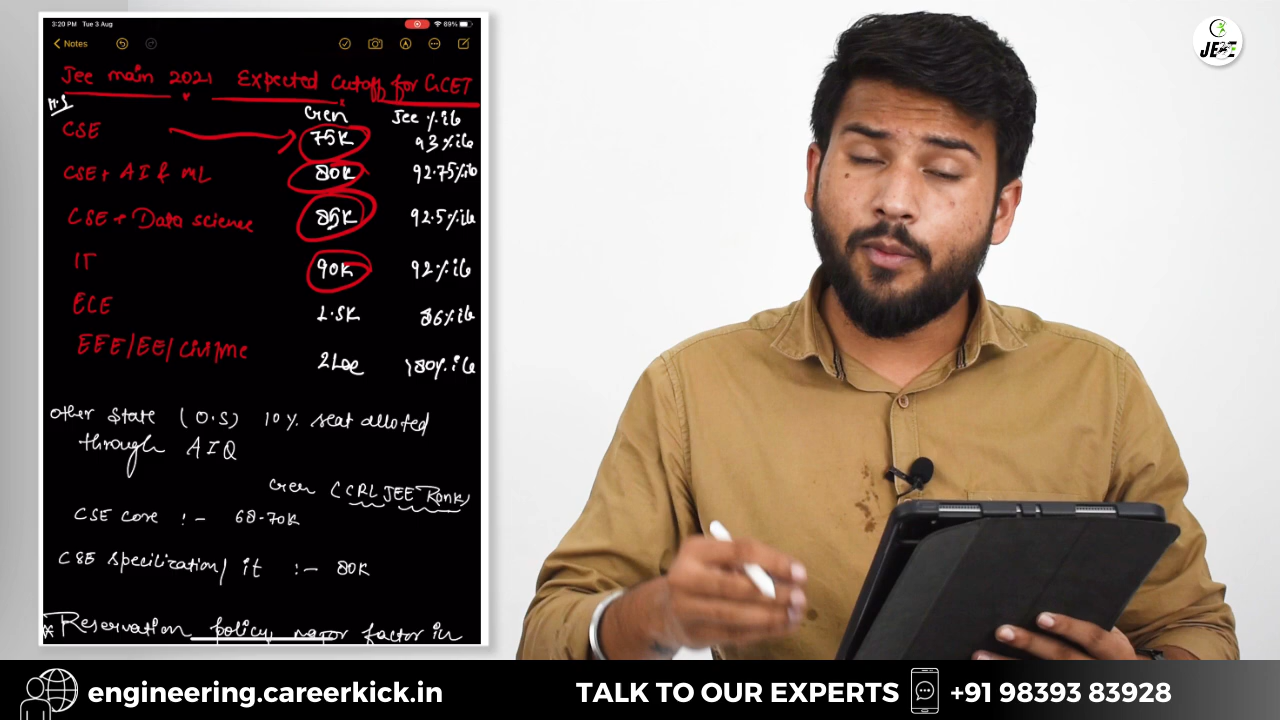 3:20 PM Tue 3 Aug
69%
Notes
Jee main 2021 Expected Cutoff for GCET
H.S
Gen Jee %ile
CSE 75K 93%ile
CSE + AI & ML 80K 92.75%ile
CSE + Data science 85K 92.5%ile
IT 90K 92%ile
ECE 1.5K 86%ile
EEE/EE/Civil/me 2Lac 80%ile
Other State (O.S) 10% seat alloted
through AIQ
Gen (CRL JEE Rank)
CSE Core :- 68-70K
CSE Specilization/it :- 80K
Reservation policy major factor in
JEE
engineering.careerkick.in
TALK TO OUR EXPERTS
+91 98393 83928